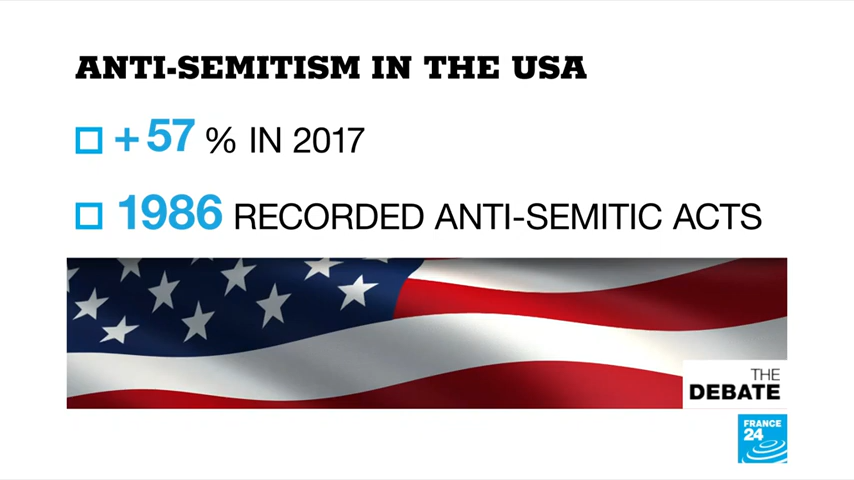 ANTI-SEMITISM IN THE USA
+57 % IN 2017
1986 RECORDED ANTI-SEMITIC ACTS
THE
DEBATE
FRANCE
24